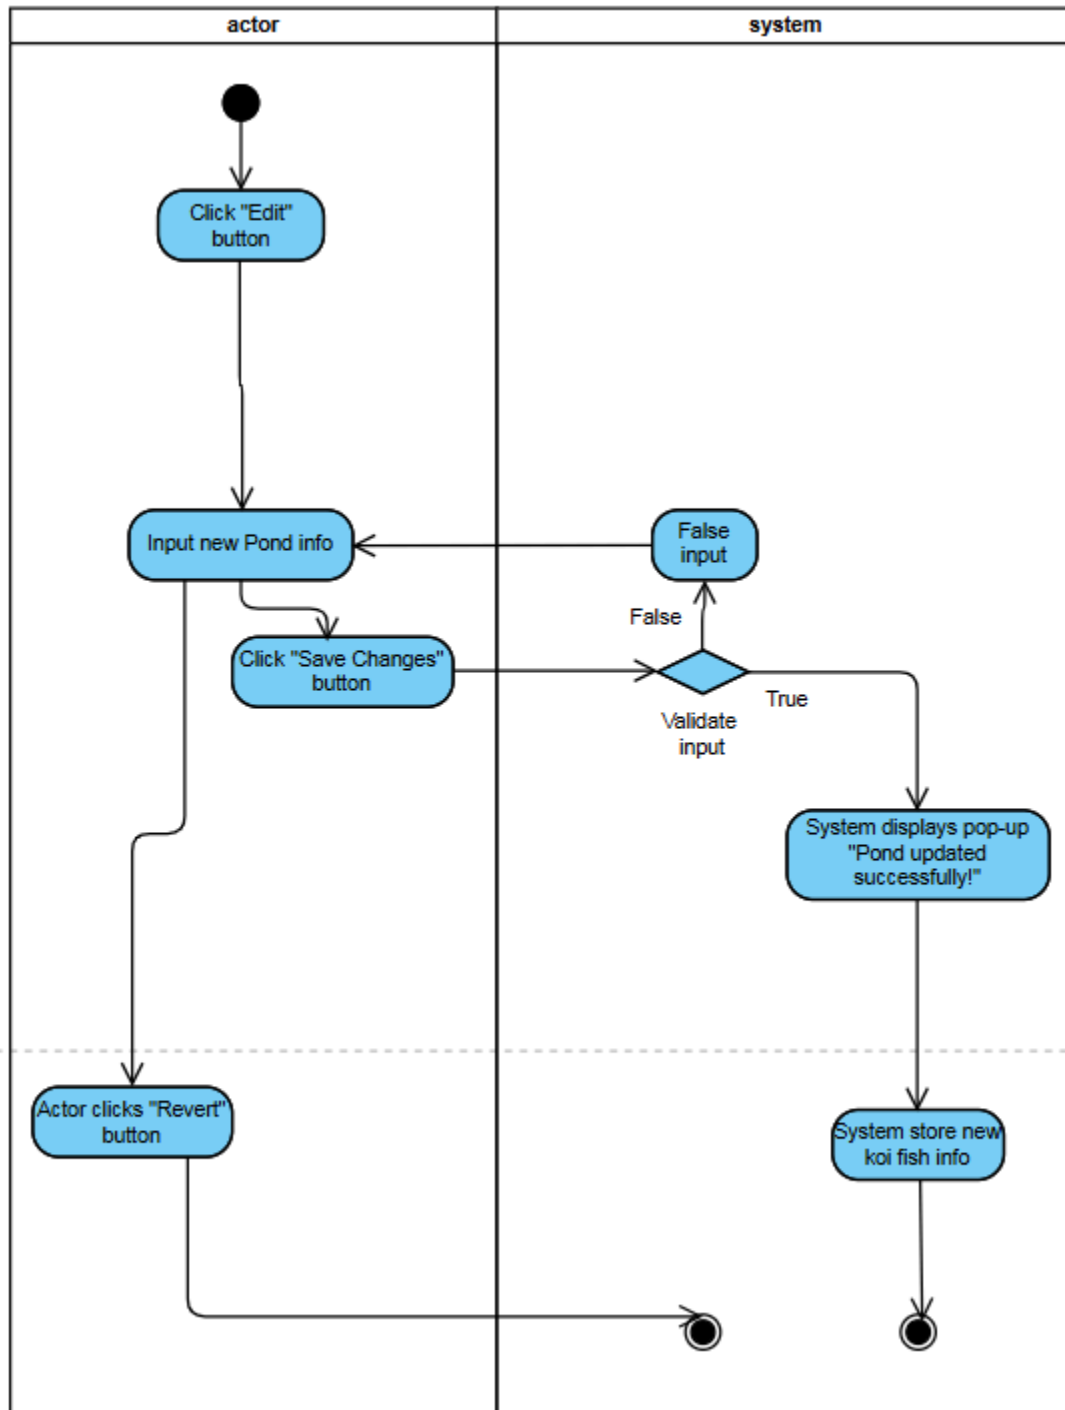 actor
system
Click "Edit"
button
Input new Pond info
False
input
False
Click "Save Changes"
button
True
Validate
input
System displays pop-up
"Pond updated
successfully!"
Actor clicks "Revert"
button
System store new
koi fish info